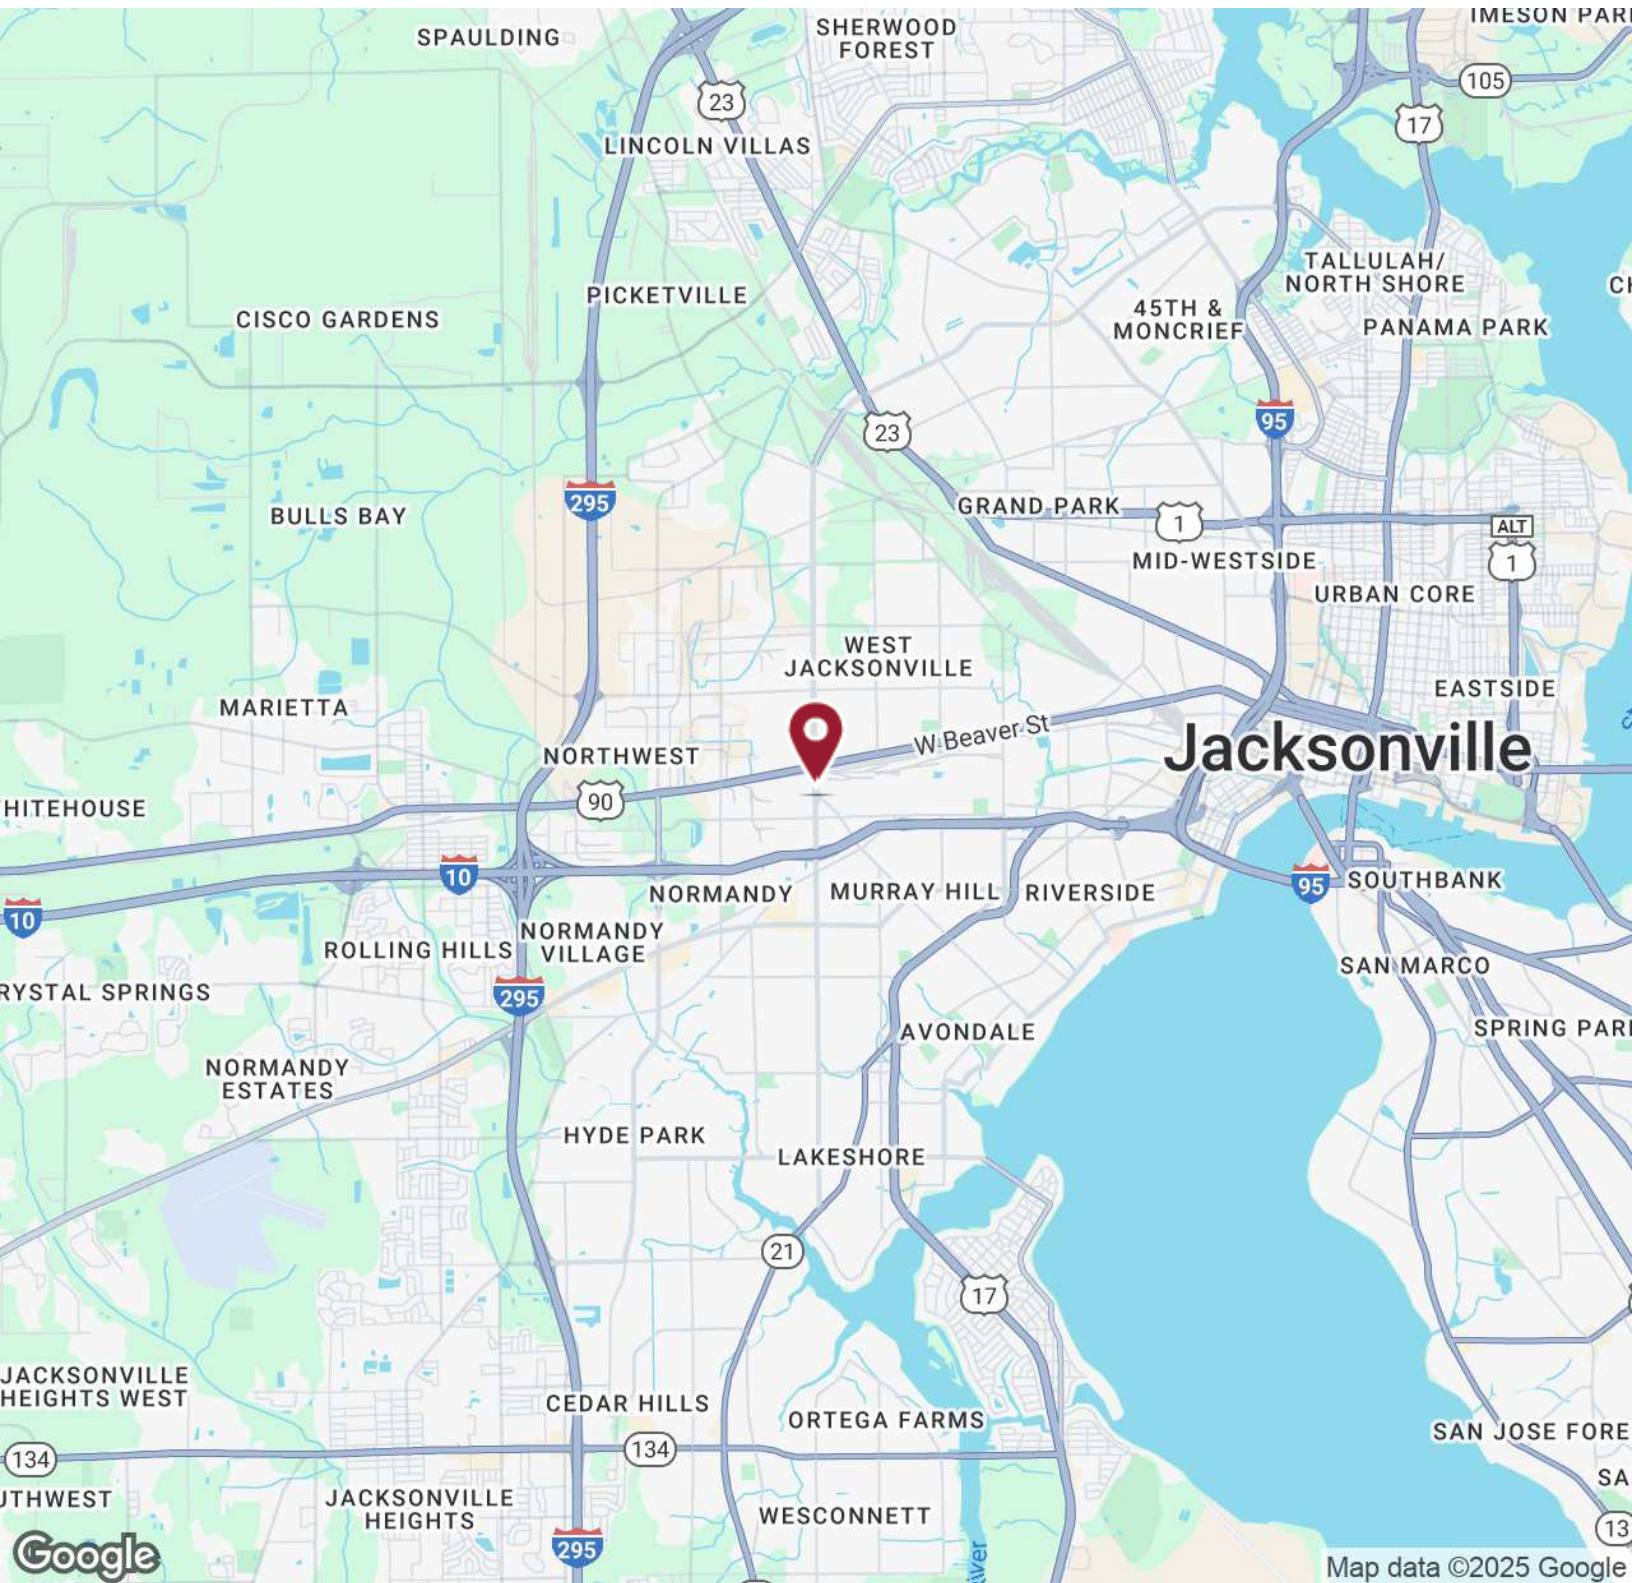 IMESON PAR
SPAULDING
SHERWOOD
FOREST
105
23
17
LINCOLN VILLAS
TALLULAH/
NORTH SHORE
PICKETVILLE
CISCO GARDENS
45TH &
MONCRIEF
PANAMA PARK
95
23
295
GRAND PARK
BULLS BAY
1
ALT
1
MID-WESTSIDE
URBAN CORE
WEST
JACKSONVILLE
EASTSIDE
MARIETTA
W Beaver St
Jacksonville
NORTHWEST
90
HITEHOUSE
10
95
SOUTHBANK
NORMANDY
MURRAY HILL
RIVERSIDE
10
NORMANDY
VILLAGE
ROLLING HILLS
SAN MARCO
RYSTAL SPRINGS
295
SPRING PAR
AVONDALE
NORMANDY
ESTATES
HYDE PARK
LAKESHORE
21
17
JACKSONVILLE
HEIGHTS WEST
CEDAR HILLS
ORTEGA FARMS
SAN JOSE FORE
134
134
SA
UTHWEST
JACKSONVILLE
HEIGHTS
WESCONNETT
13
295
Google
Map data ©2025 Google